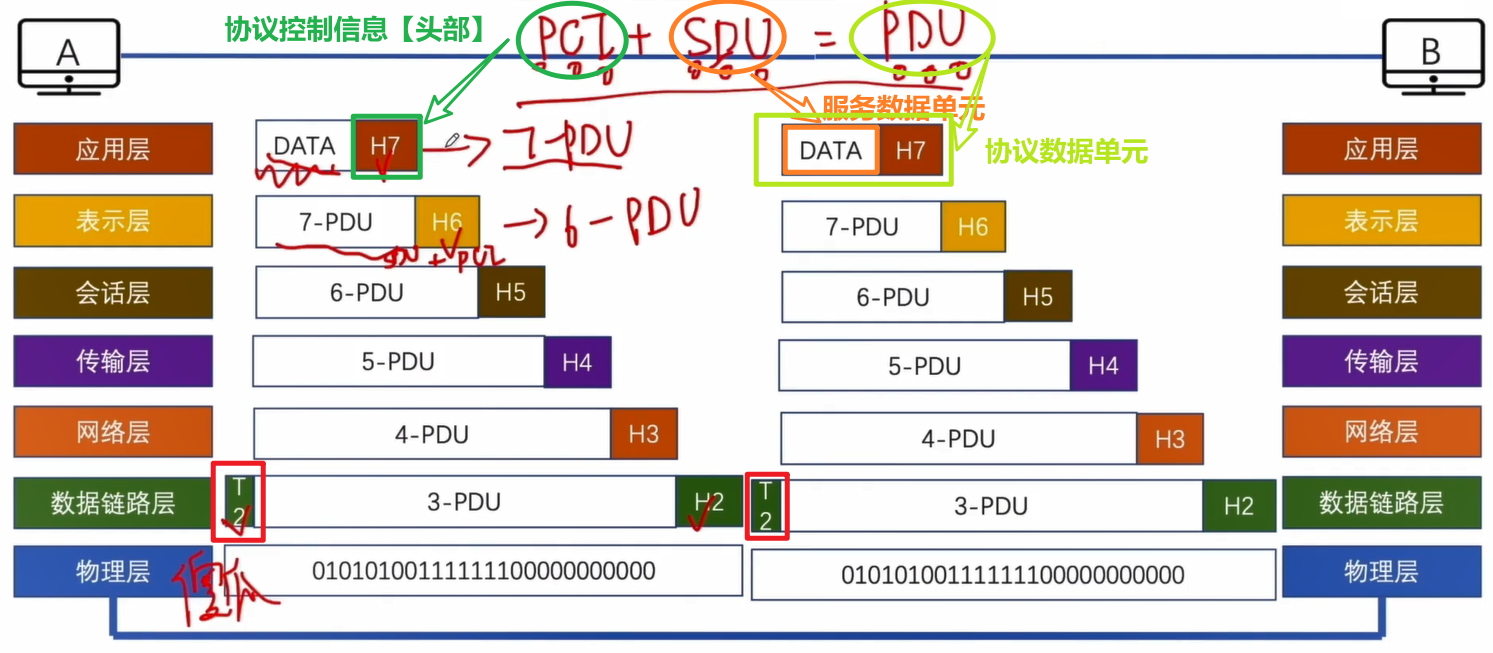 协议控制信息【头部】 PCI + SDU = PDU
A
B
服务数据单元
协议数据单元
应用层 DATA H7 → 7-PDU DATA H7 应用层
表示层 7-PDU H6 → 6-PDU 7-PDU H6 表示层
+ PCI
会话层 6-PDU H5 6-PDU H5 会话层
传输层 5-PDU H4 5-PDU H4 传输层
网络层 4-PDU H3 4-PDU H3 网络层
数据链路层 T2 3-PDU H2 T2 3-PDU H2 数据链路层
物理层 010101001111111100000000000 010101001111111100000000000 物理层
傻瓜